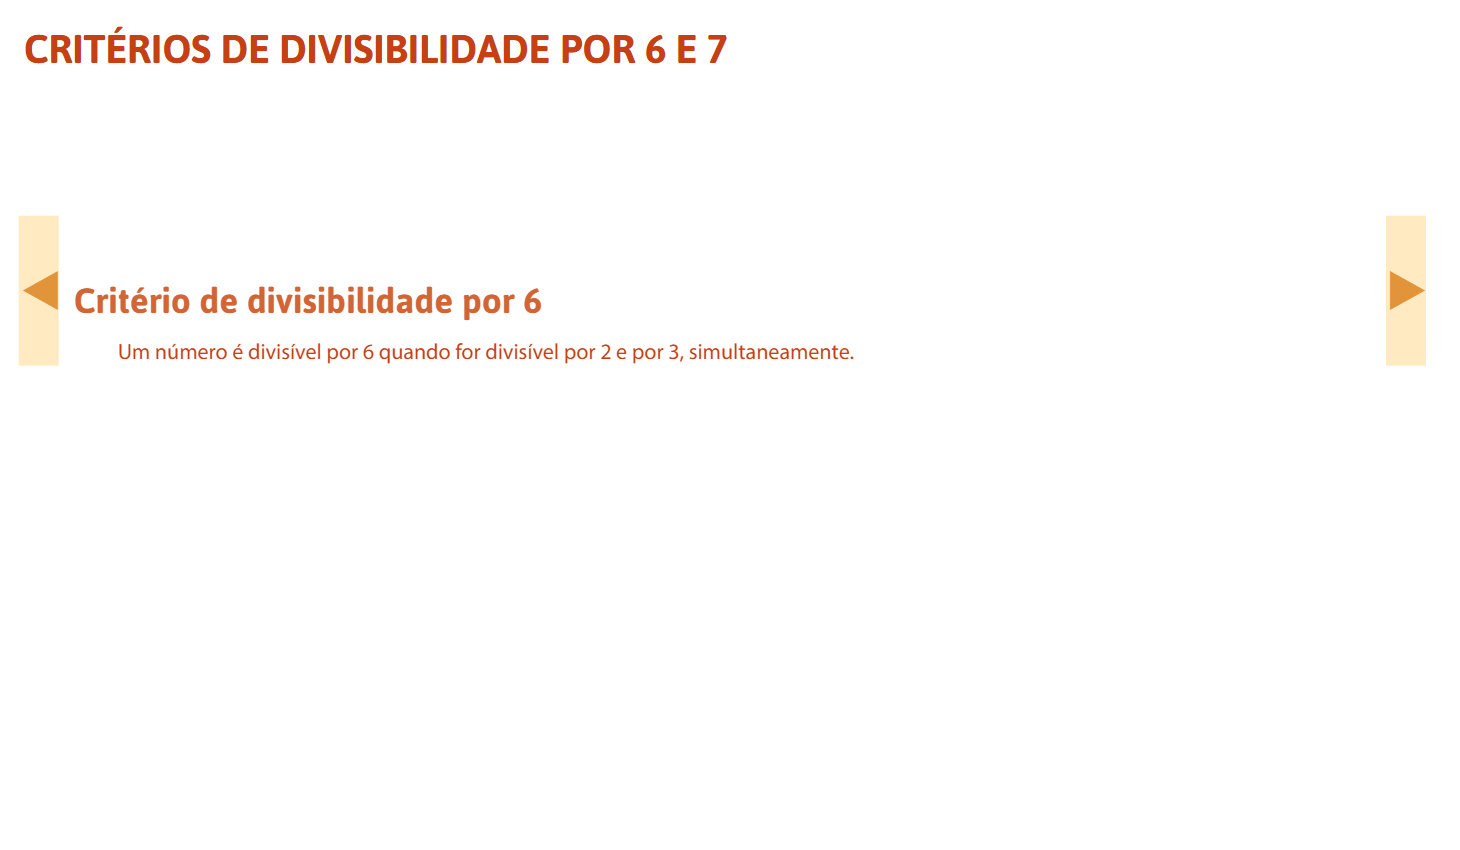 CRITÉRIOS DE DIVISIBILIDADE POR 6 E 7
Critério de divisibilidade por 6
Um número é divisível por 6 quando for divisível por 2 e por 3, simultaneamente.